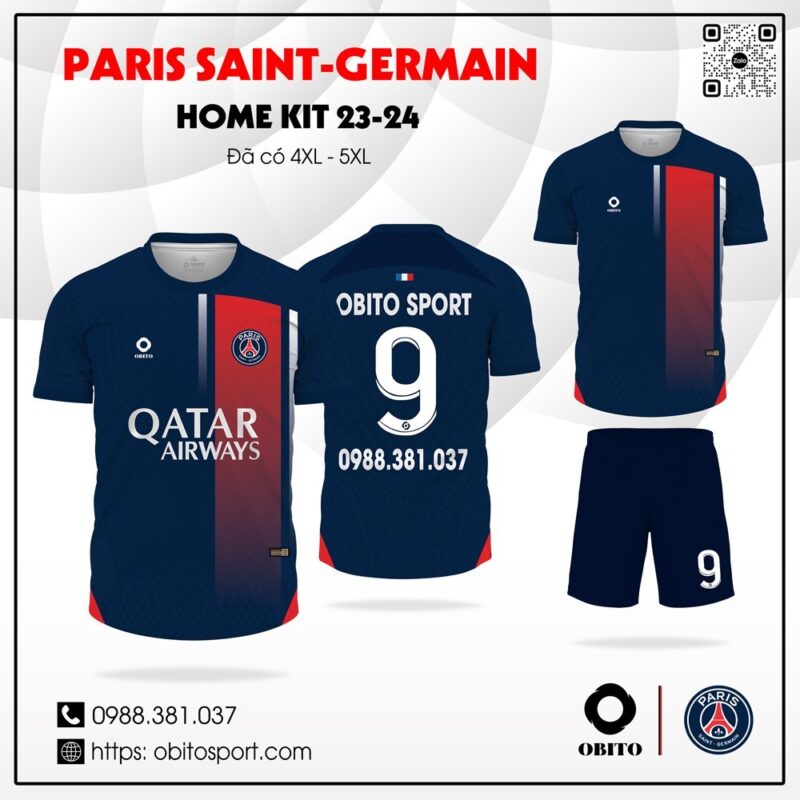 PARIS SAINT-GERMAIN
HOME KIT 23-24
Đã có 4XL - 5XL
Zalo
OBITO
PARIS
QATAR
AIRWAYS
OBITO SPORT
9
0988.381.037
OBITO
9
0988.381.037
https: obitosport.com
OBITO
PARIS
SAINT-GERMAIN